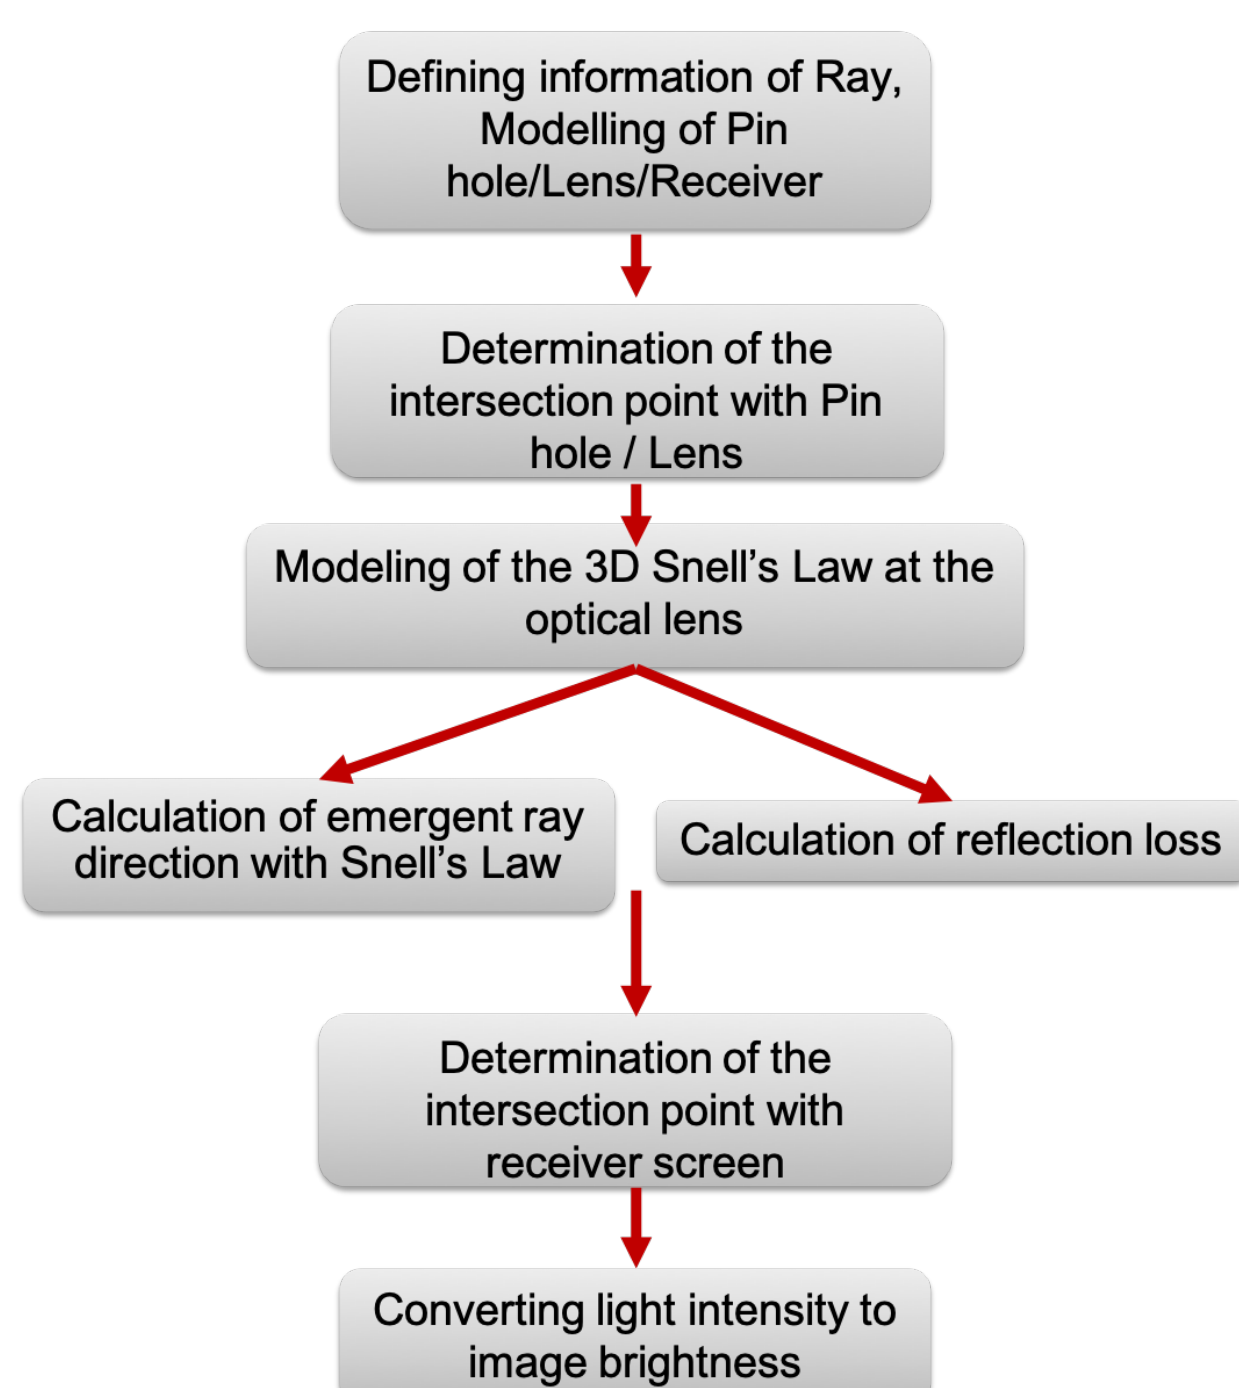 Defining information of Ray,
Modelling of Pin
hole/Lens/Receiver
Determination of the
intersection point with Pin
hole / Lens
Modeling of the 3D Snell’s Law at the
optical lens
Calculation of emergent ray
direction with Snell’s Law
Calculation of reflection loss
Determination of the
intersection point with
receiver screen
Converting light intensity to
image brightness